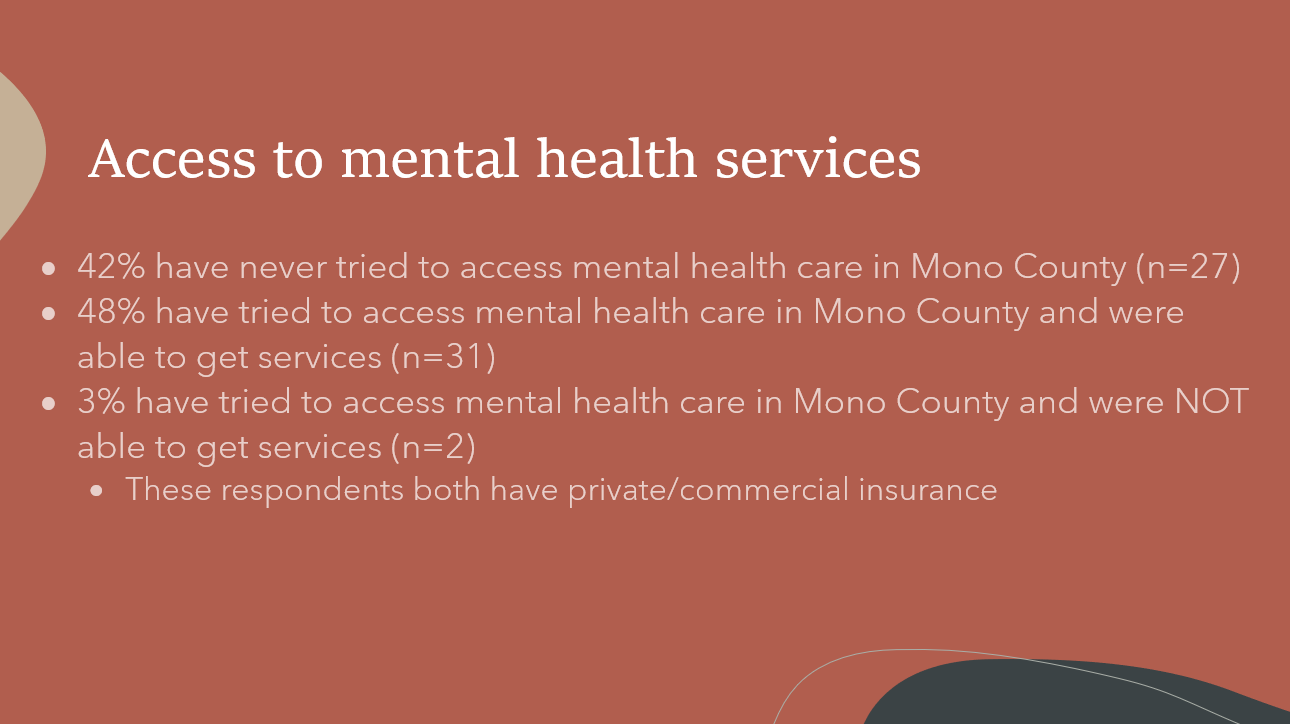 Access to mental health services
• 42% have never tried to access mental health care in Mono County (n=27)
• 48% have tried to access mental health care in Mono County and were
able to get services (n=31)
• 3% have tried to access mental health care in Mono County and were NOT
able to get services (n=2)
• These respondents both have private/commercial insurance